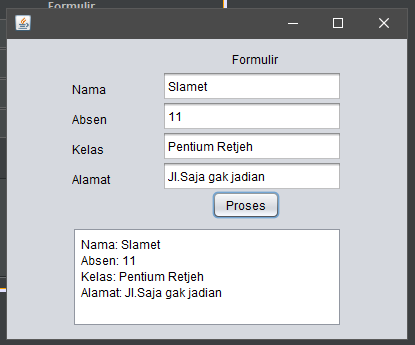 Formulir
Formulir
Nama Slamet
Absen 11
Kelas Pentium Retjeh
Alamat Jl.Saja gak jadian
Proses
Nama: Slamet
Absen: 11
Kelas: Pentium Retjeh
Alamat: Jl.Saja gak jadian